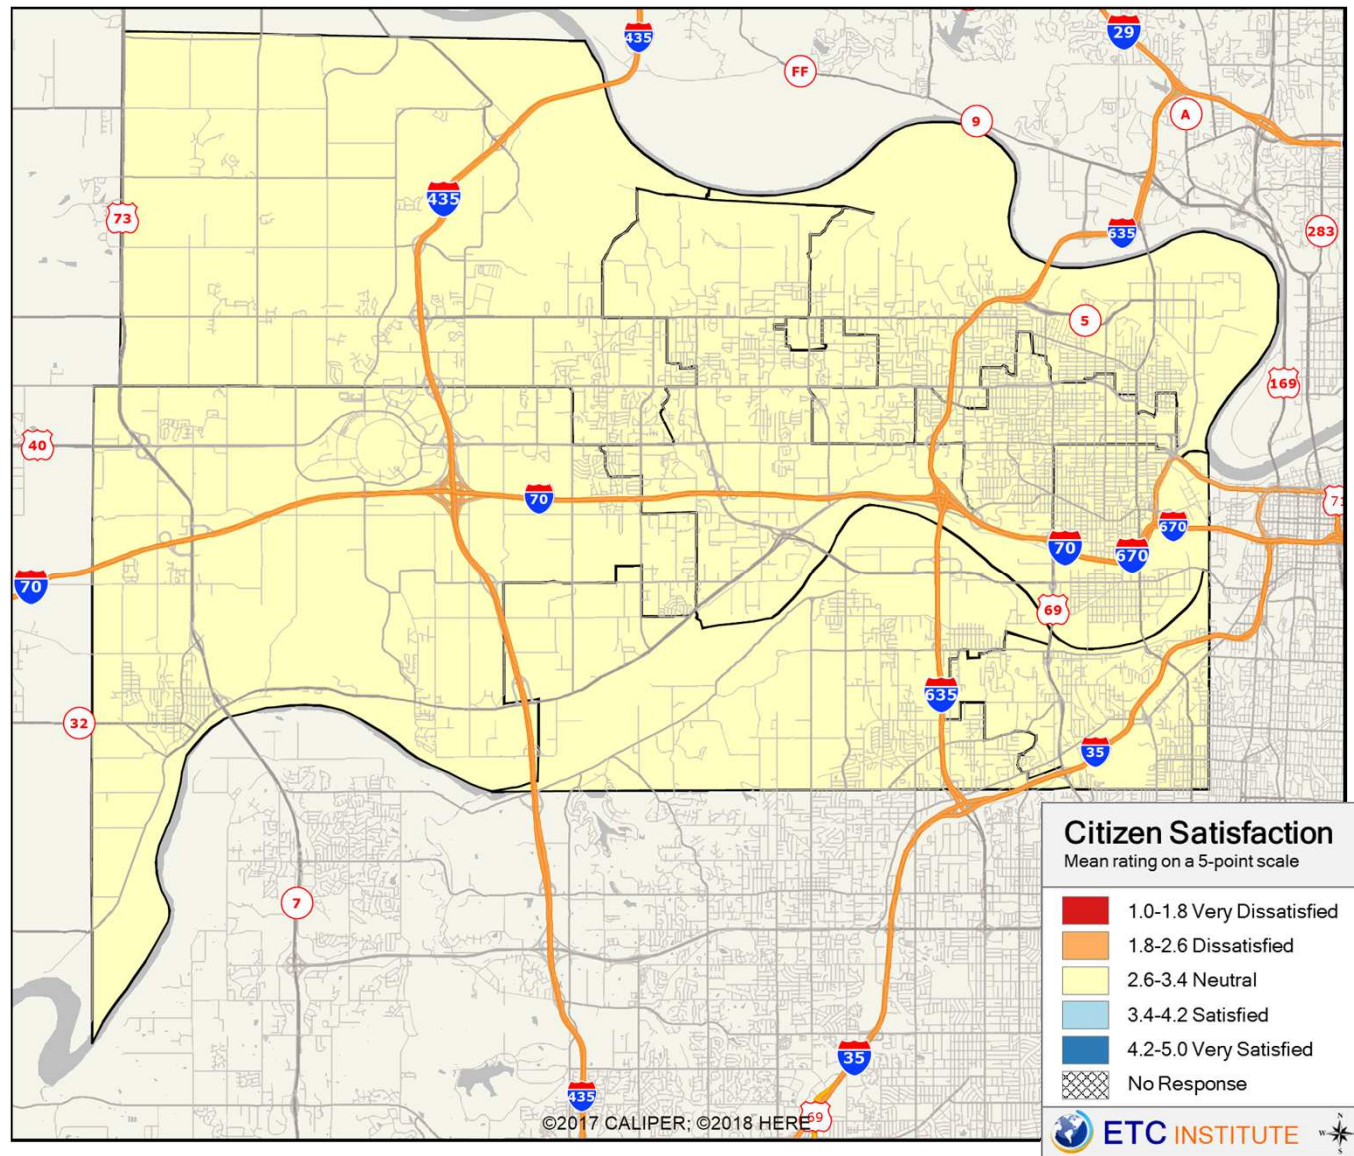 435
29
FF
9
A
435
73
635
283
5
169
40
70
70
670
70
670
69
635
32
35
7
35
435
69
©2017 CALIPER; ©2018 HERE
Citizen Satisfaction
Mean rating on a 5-point scale
1.0-1.8 Very Dissatisfied
1.8-2.6 Dissatisfied
2.6-3.4 Neutral
3.4-4.2 Satisfied
4.2-5.0 Very Satisfied
No Response
ETC INSTITUTE
N
W
E
S